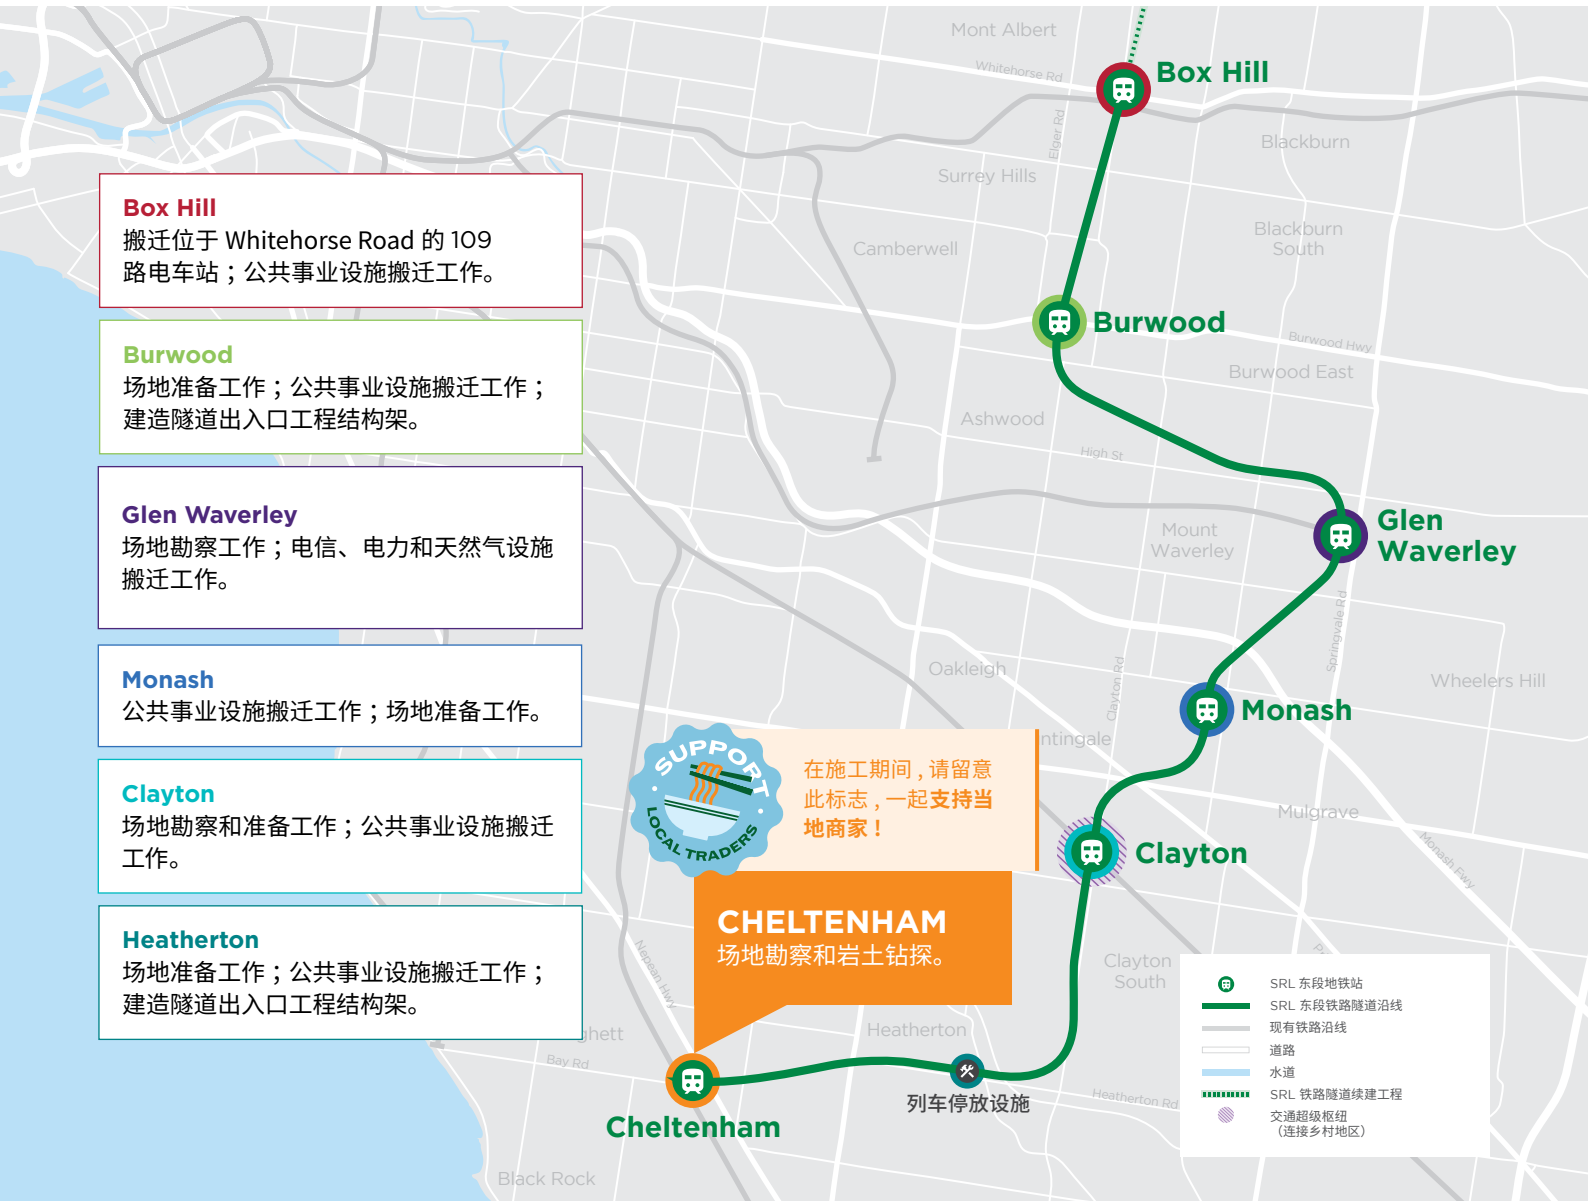 Mont Albert
Whitehorse Rd
Box Hill
Elger Rd
Blackburn
Surrey Hills
Blackburn
South
Camberwell
Box Hill
搬迁位于 Whitehorse Road 的 109
路电车站；公共事业设施搬迁工作。
Burwood
Burwood Hwy
Burwood East
Burwood
场地准备工作；公共事业设施搬迁工作；
建造隧道出入口工程结构架。
Ashwood
High St
Glen Waverley
场地勘察工作；电信、电力和天然气设施
搬迁工作。
Glen
Waverley
Mount
Waverley
Springvale Rd
Monash
公共事业设施搬迁工作；场地准备工作。
Oakleigh
Clayton Rd
Wheelers Hill
Monash
ntingale
SUPPORT
LOCAL TRADERS
在施工期间，请留意
此标志，一起支持当
地商家！
Mulgrave
Clayton
场地勘察和准备工作；公共事业设施搬迁
工作。
Clayton
Monash Fwy
CHELTENHAM
场地勘察和岩土钻探。
Heatherton
场地准备工作；公共事业设施搬迁工作；
建造隧道出入口工程结构架。
Nepean Hwy
Clayton
South
ghett
Bay Rd
Heatherton
列车停放设施
Heatherton Rd
Cheltenham
Black Rock
SRL 东段地铁站
SRL 东段铁路隧道沿线
现有铁路沿线
道路
水道
SRL 铁路隧道续建工程
交通超级枢纽
（连接乡村地区）